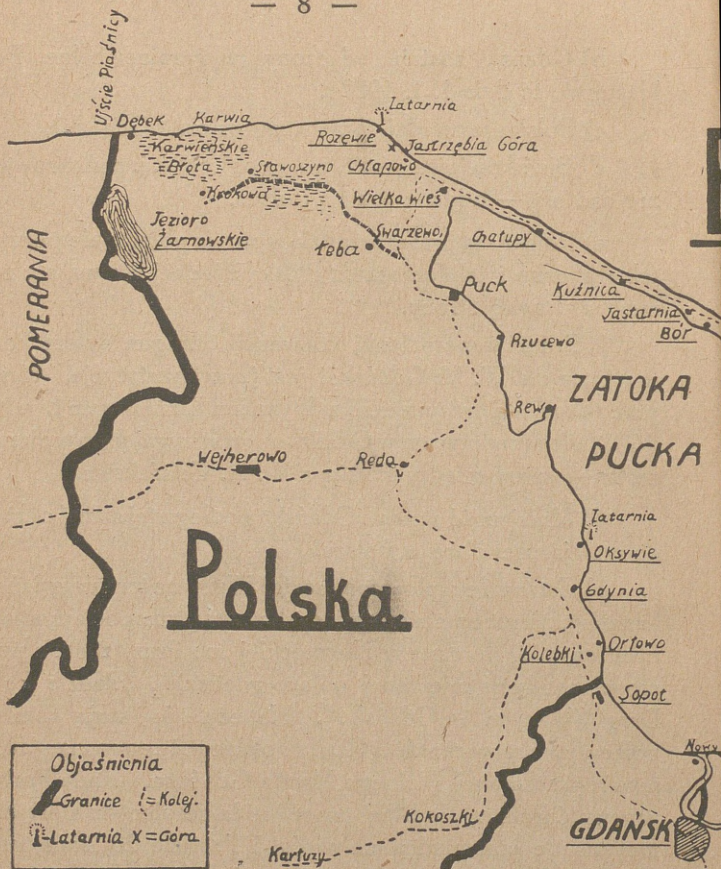 — 8 —
Ujście Piaśnicy
Dębek
Karwia
Latarnia
Rozewie
Jastrzębia Góra
Karwieńskie
Błota
Sławoszyno
Chłapowo
Krokowa
Wielka wieś
Jezioro
Żarnowskie
Swarzewo
Chałupy
Łeba
POMERANIA
Puck
Kuźnica
Jastarnia
Bór
Rzucewo
ZATOKA
PUCKA
Rewa
Wejherowo
Reda
Latarnia
Oksywie
Polska
Gdynia
Orłowo
Kolebki
Sopot
Nowy
Objaśnienia
Granice = Kolej.
Latarnia X = Góra
Kokoszki
GDAŃSK
Kartuzy